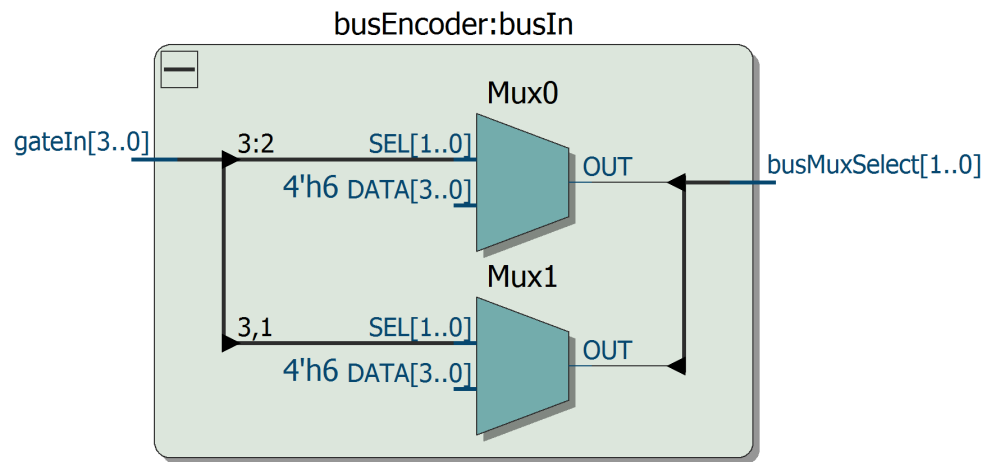 busEncoder:busIn
Mux0
gateIn[3..0]
3:2
SEL[1..0]
4'h6 DATA[3..0]
OUT
busMuxSelect[1..0]
Mux1
3,1
SEL[1..0]
4'h6 DATA[3..0]
OUT